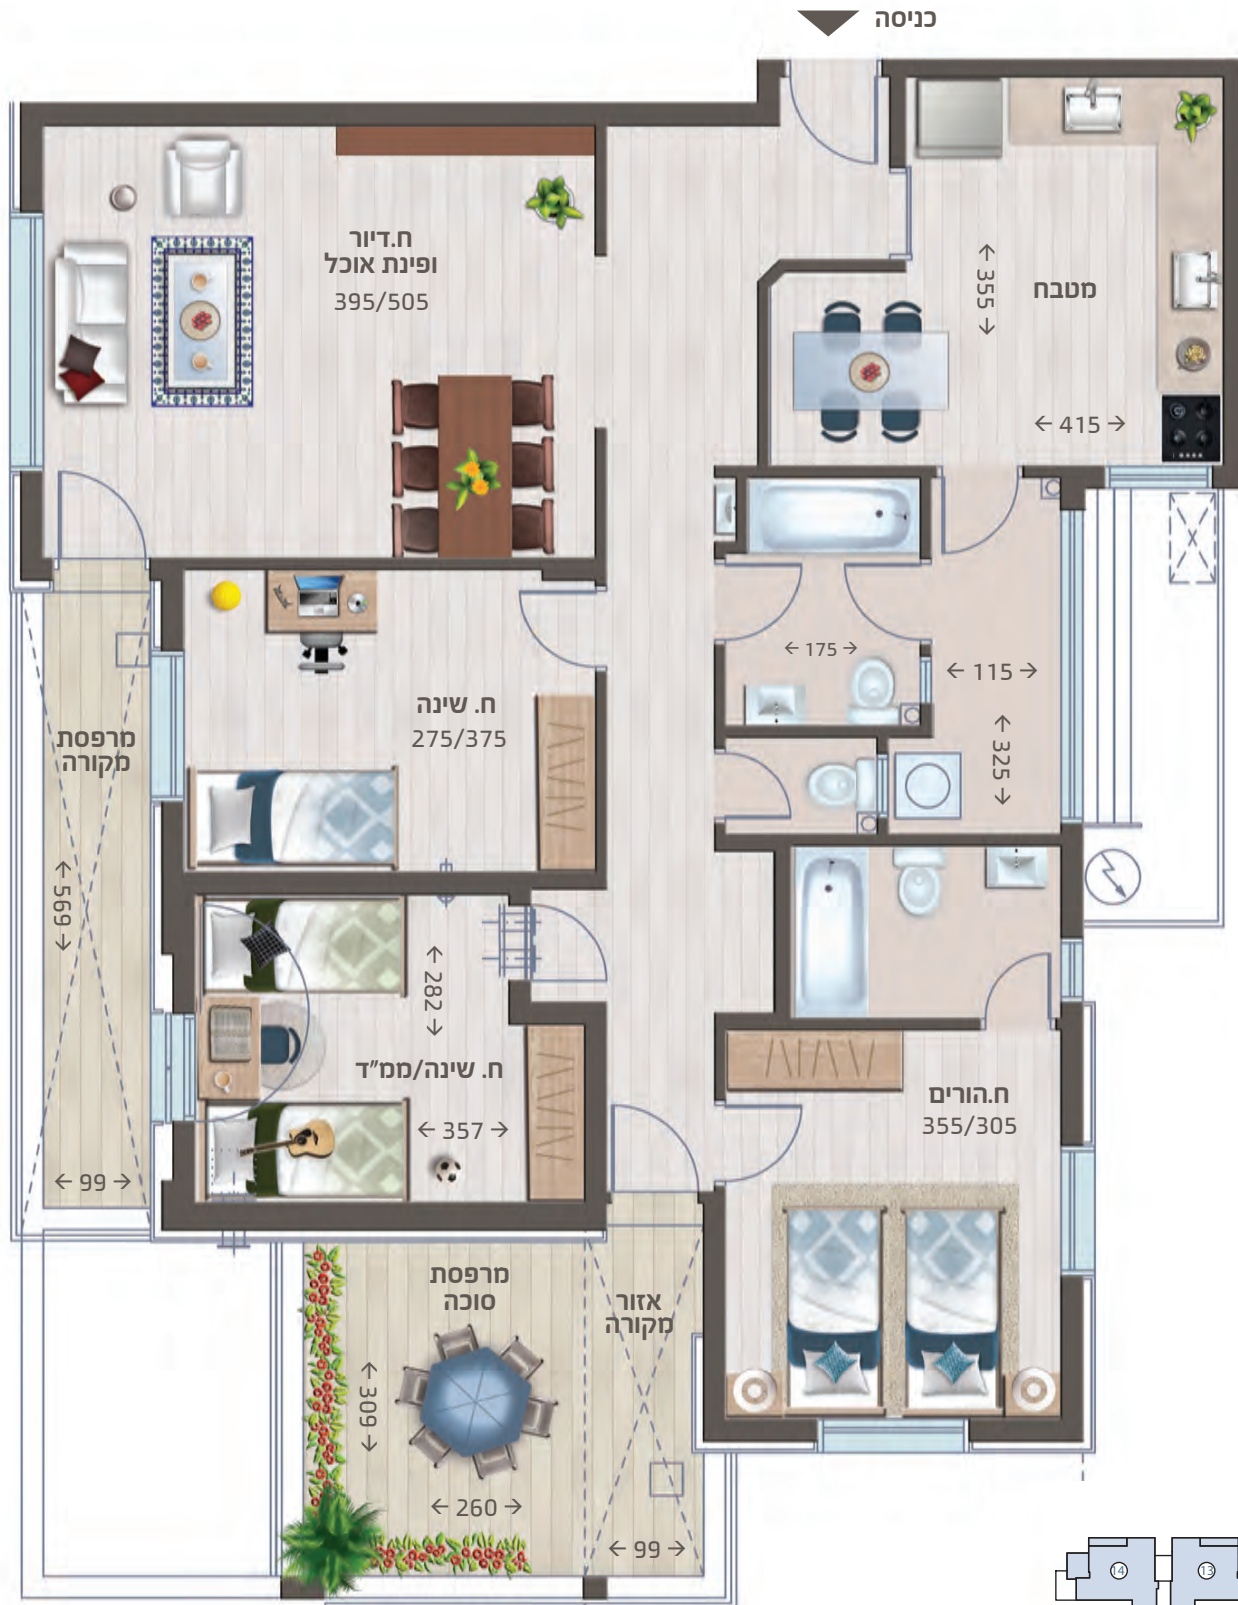 כניסה
ח.דיור
ופינת אוכל
395/505
מטבח
← 355 →
← 415 →
ח. שינה
275/375
← 175 →
← 115 →
← 325 →
מרפסת
מקורה
← 569 →
← 99 →
← 282 →
ח. שינה/ממ"ד
← 357 →
ח.הורים
355/305
מרפסת
סוכה
אזור
מקורה
← 309 →
← 260 →
← 99 →
14
13